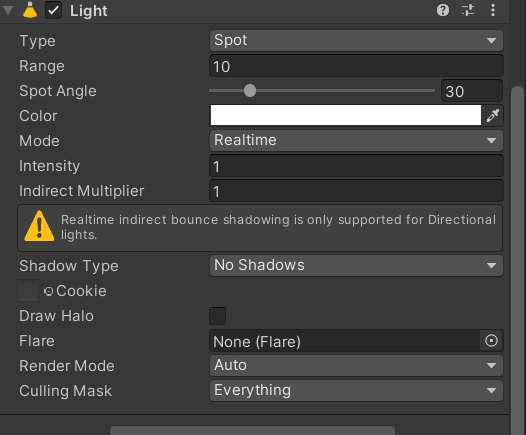 Light
Type Spot
Range 10
Spot Angle 30
Color
Mode Realtime
Intensity 1
Indirect Multiplier 1
Realtime indirect bounce shadowing is only supported for Directional
lights.
Shadow Type No Shadows
Cookie
Draw Halo
Flare None (Flare)
Render Mode Auto
Culling Mask Everything